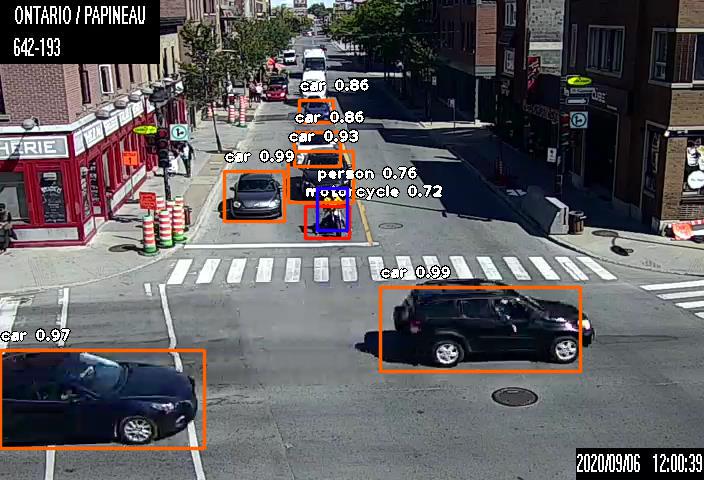 ONTARIO / PAPINEAU
642-193
car 0.86
car 0.86
car 0.93
car 0.99
person 0.76
motorcycle 0.72
HERIE
car 0.99
car 0.97
2020/09/06 12:00:39